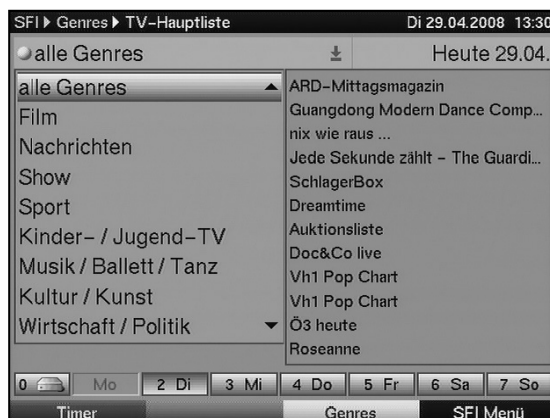 SFI Genres TV-Hauptliste Di 29.04.2008 13:30
alle Genres Heute 29.04.
alle Genres
Film
Nachrichten
Show
Sport
Kinder- / Jugend-TV
Musik / Ballett / Tanz
Kultur / Kunst
Wirtschaft / Politik
ARD-Mittagsmagazin
Guangdong Modern Dance Comp...
nix wie raus ...
Jede Sekunde zählt - The Guardi...
SchlagerBox
Dreamtime
Auktionsliste
Doc&Co live
Vh1 Pop Chart
Vh1 Pop Chart
Ö3 heute
Roseanne
0 Mo 2 Di 3 Mi 4 Do 5 Fr 6 Sa 7 So
Timer Genres SFI Menü